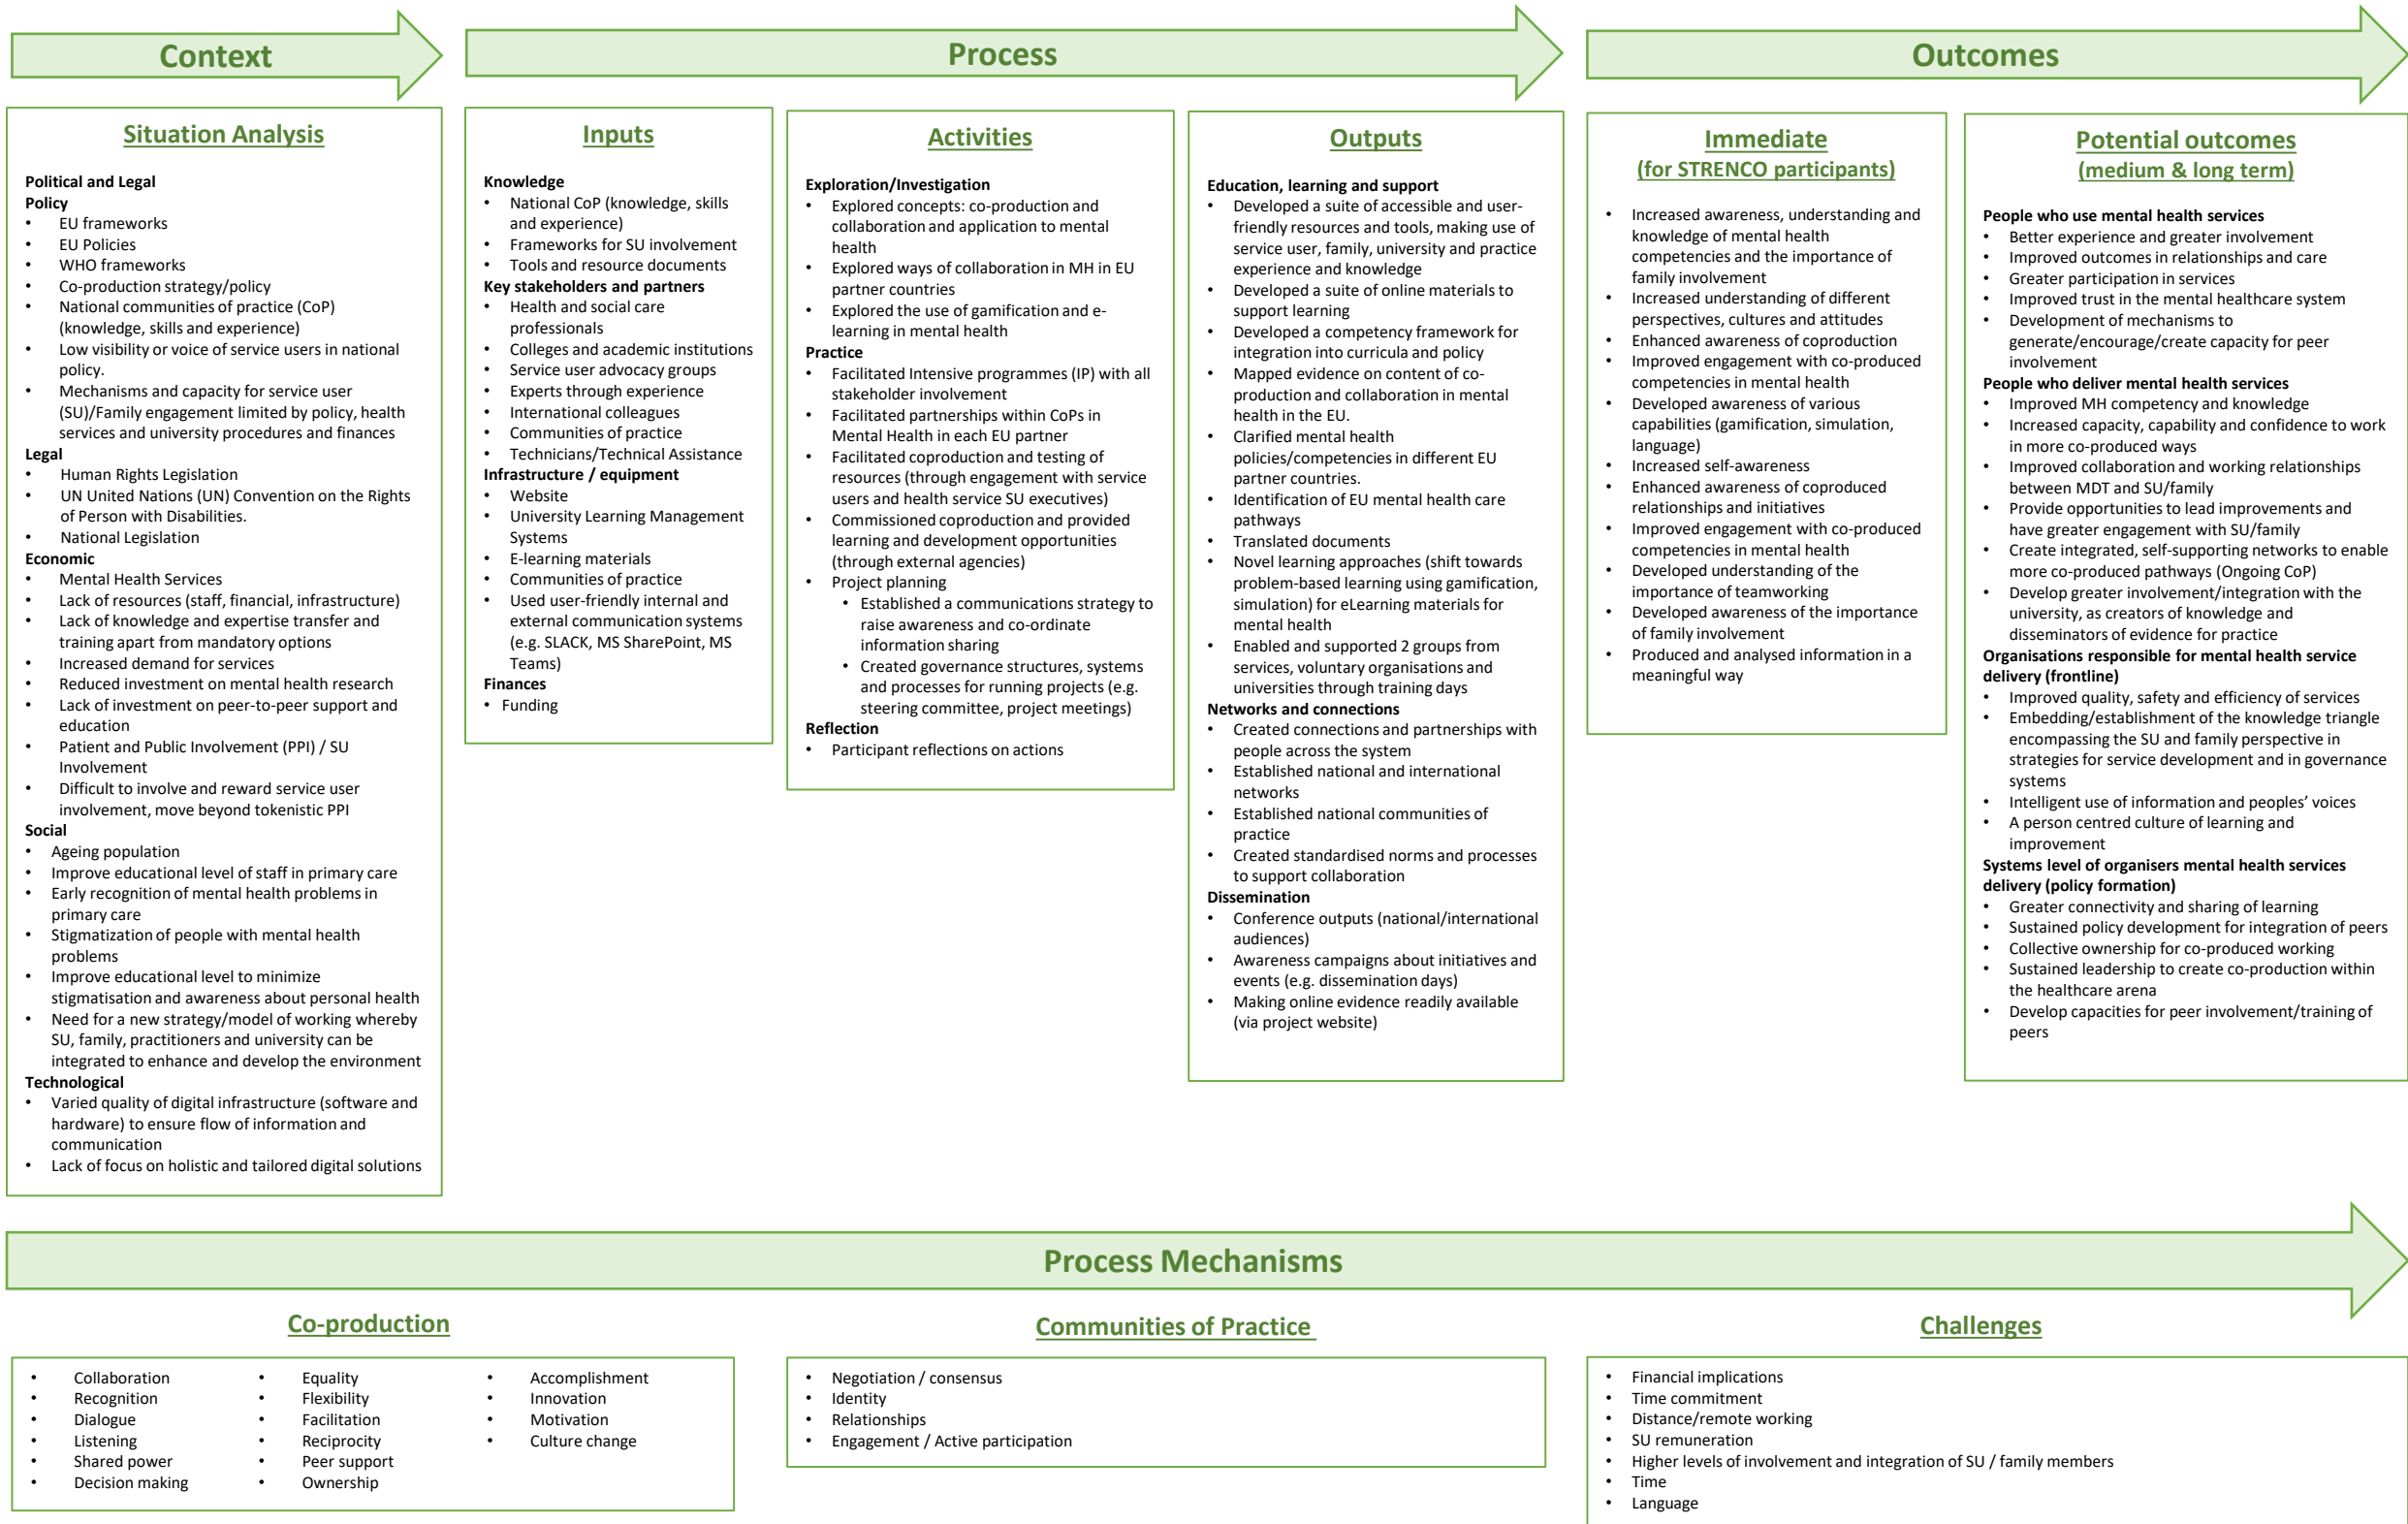 Context
Process
Outcomes
Situation Analysis
Political and Legal
Policy
• EU frameworks
• EU Policies
• WHO frameworks
• Co-production strategy/policy
• National communities of practice (CoP)
(knowledge, skills and experience)
• Low visibility or voice of service users in national
policy.
• Mechanisms and capacity for service user
(SU)/Family engagement limited by policy, health
services and university procedures and finances
Legal
• Human Rights Legislation
• UN United Nations (UN) Convention on the Rights
of Person with Disabilities.
• National Legislation
Economic
• Mental Health Services
• Lack of resources (staff, financial, infrastructure)
• Lack of knowledge and expertise transfer and
training apart from mandatory options
• Increased demand for services
• Reduced investment on mental health research
• Lack of investment on peer-to-peer support and
education
• Patient and Public Involvement (PPI) / SU
Involvement
• Difficult to involve and reward service user
involvement, move beyond tokenistic PPI
Social
• Ageing population
• Improve educational level of staff in primary care
• Early recognition of mental health problems in
primary care
• Stigmatization of people with mental health
problems
• Improve educational level to minimize
stigmatisation and awareness about personal health
• Need for a new strategy/model of working whereby
SU, family, practitioners and university can be
integrated to enhance and develop the environment
Technological
• Varied quality of digital infrastructure (software and
hardware) to ensure flow of information and
communication
• Lack of focus on holistic and tailored digital solutions
Inputs
Knowledge
• National CoP (knowledge, skills
and experience)
• Frameworks for SU involvement
• Tools and resource documents
Key stakeholders and partners
• Health and social care
professionals
• Colleges and academic institutions
• Service user advocacy groups
• Experts through experience
• International colleagues
• Communities of practice
• Technicians/Technical Assistance
Infrastructure / equipment
• Website
• University Learning Management
Systems
• E-learning materials
• Communities of practice
• Used user-friendly internal and
external communication systems
(e.g. SLACK, MS SharePoint, MS
Teams)
Finances
• Funding
Activities
Exploration/Investigation
• Explored concepts: co-production and
collaboration and application to mental
health
• Explored ways of collaboration in MH in EU
partner countries
• Explored the use of gamification and e-
learning in mental health
Practice
• Facilitated Intensive programmes (IP) with all
stakeholder involvement
• Facilitated partnerships within CoPs in
Mental Health in each EU partner
• Facilitated coproduction and testing of
resources (through engagement with service
users and health service SU executives)
• Commissioned coproduction and provided
learning and development opportunities
(through external agencies)
• Project planning
• Established a communications strategy to
raise awareness and co-ordinate
information sharing
• Created governance structures, systems
and processes for running projects (e.g.
steering committee, project meetings)
Reflection
• Participant reflections on actions
Outputs
Education, learning and support
• Developed a suite of accessible and user-
friendly resources and tools, making use of
service user, family, university and practice
experience and knowledge
• Developed a suite of online materials to
support learning
• Developed a competency framework for
integration into curricula and policy
• Mapped evidence on content of co-
production and collaboration in mental
health in the EU.
• Clarified mental health
policies/competencies in different EU
partner countries.
• Identification of EU mental health care
pathways
• Translated documents
• Novel learning approaches (shift towards
problem-based learning using gamification,
simulation) for eLearning materials for
mental health
• Enabled and supported 2 groups from
services, voluntary organisations and
universities through training days
Networks and connections
• Created connections and partnerships with
people across the system
• Established national and international
networks
• Established national communities of
practice
• Created standardised norms and processes
to support collaboration
Dissemination
• Conference outputs (national/international
audiences)
• Awareness campaigns about initiatives and
events (e.g. dissemination days)
• Making online evidence readily available
(via project website)
Immediate
(for STRENCO participants)
• Increased awareness, understanding and
knowledge of mental health
competencies and the importance of
family involvement
• Increased understanding of different
perspectives, cultures and attitudes
• Enhanced awareness of coproduction
• Improved engagement with co-produced
competencies in mental health
• Developed awareness of various
capabilities (gamification, simulation,
language)
• Increased self-awareness
• Enhanced awareness of coproduced
relationships and initiatives
• Improved engagement with co-produced
competencies in mental health
• Developed understanding of the
importance of teamworking
• Developed awareness of the importance
of family involvement
• Produced and analysed information in a
meaningful way
Potential outcomes
(medium & long term)
People who use mental health services
• Better experience and greater involvement
• Improved outcomes in relationships and care
• Greater participation in services
• Improved trust in the mental healthcare system
• Development of mechanisms to
generate/encourage/create capacity for peer
involvement
People who deliver mental health services
• Improved MH competency and knowledge
• Increased capacity, capability and confidence to work
in more co-produced ways
• Improved collaboration and working relationships
between MDT and SU/family
• Provide opportunities to lead improvements and
have greater engagement with SU/family
• Create integrated, self-supporting networks to enable
more co-produced pathways (Ongoing CoP)
• Develop greater involvement/integration with the
university, as creators of knowledge and
disseminators of evidence for practice
Organisations responsible for mental health service
delivery (frontline)
• Improved quality, safety and efficiency of services
• Embedding/establishment of the knowledge triangle
encompassing the SU and family perspective in
strategies for service development and in governance
systems
• Intelligent use of information and peoples’ voices
• A person centred culture of learning and
improvement
Systems level of organisers mental health services
delivery (policy formation)
• Greater connectivity and sharing of learning
• Sustained policy development for integration of peers
• Collective ownership for co-produced working
• Sustained leadership to create co-production within
the healthcare arena
• Develop capacities for peer involvement/training of
peers
Process Mechanisms
Co-production
• Collaboration
• Recognition
• Dialogue
• Listening
• Shared power
• Decision making
• Equality
• Flexibility
• Facilitation
• Reciprocity
• Peer support
• Ownership
• Accomplishment
• Innovation
• Motivation
• Culture change
Communities of Practice
• Negotiation / consensus
• Identity
• Relationships
• Engagement / Active participation
Challenges
• Financial implications
• Time commitment
• Distance/remote working
• SU remuneration
• Higher levels of involvement and integration of SU / family members
• Time
• Language